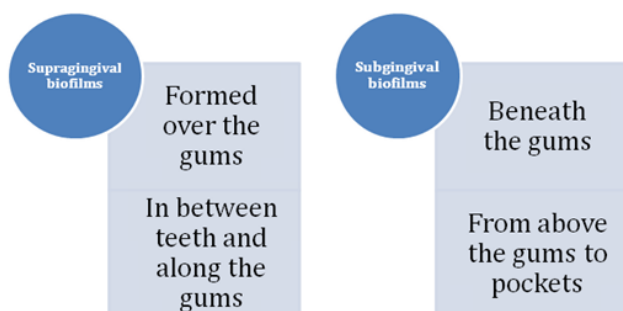 Supragingival
biofilms
Formed
over the
gums
In between
teeth and
along the
gums
Subgingival
biofilms
Beneath
the gums
From above
the gums to
pockets